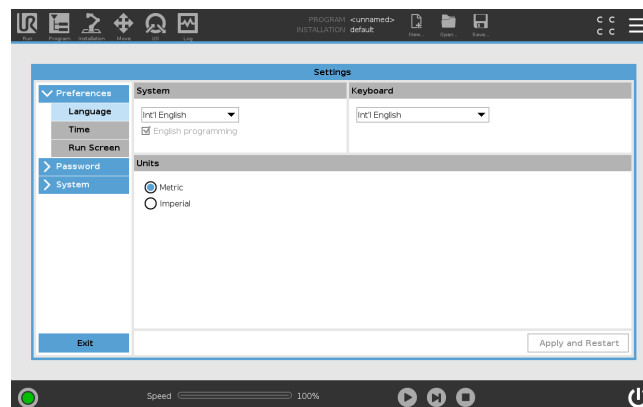 PROGRAM <unnamed>
INSTALLATION default
UR
Run
Program
Installation
Move
I/O
Log
New...
Open...
Save...
C C
C C
Settings
Preferences
Language
Time
Run Screen
Password
System
Exit
System
Int'l English
English programming
Keyboard
Int'l English
Units
Metric
Imperial
Apply and Restart
Speed
100%